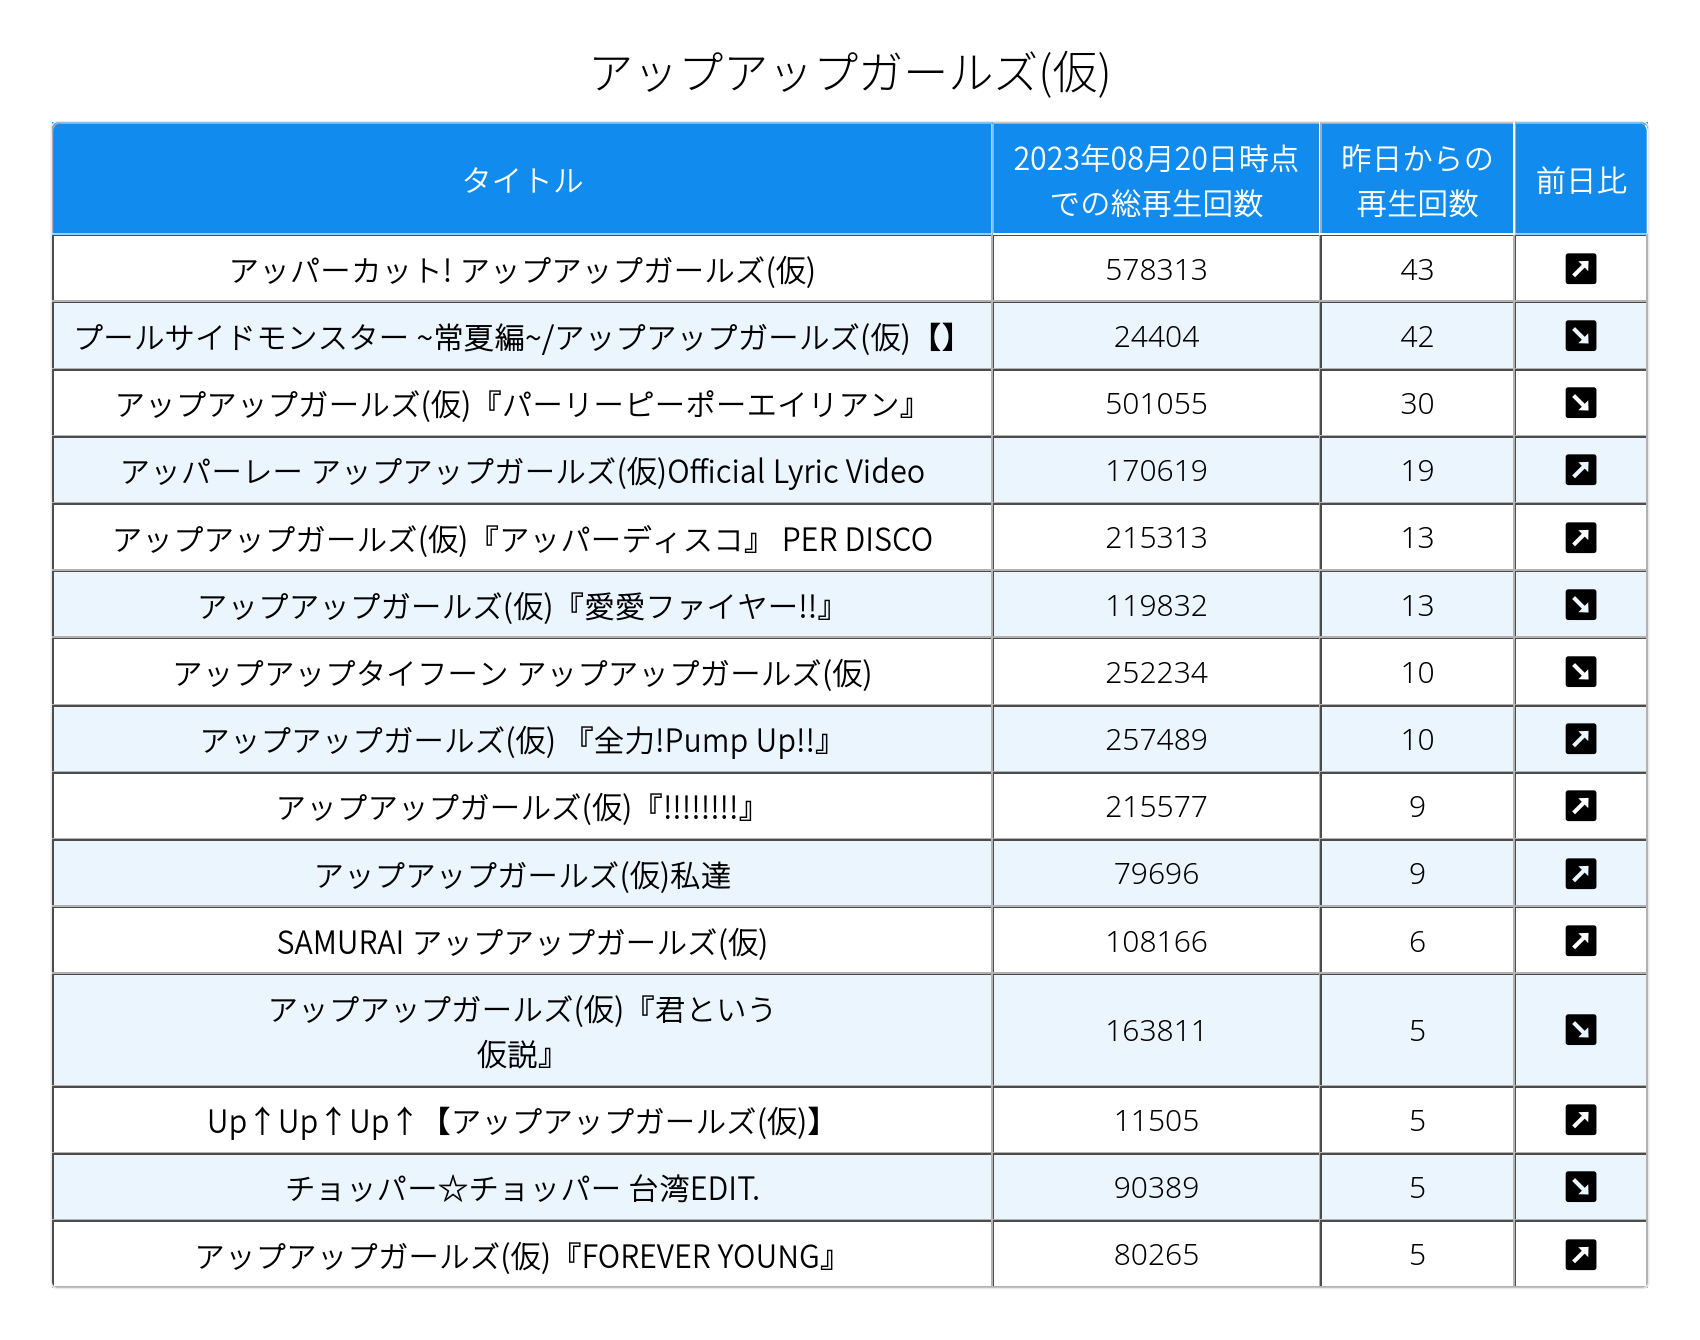 アップアップガールズ(仮)
タイトル 2023年08月20日時点での総再生回数 昨日からの再生回数 前日比
アッパーカット! アップアップガールズ(仮) 578313 43 ↗
プールサイドモンスター ~常夏編~/アップアップガールズ(仮)【】 24404 42 ↘
アップアップガールズ(仮)『パーリーピーポーエイリアン』 501055 30 ↘
アッパーレー アップアップガールズ(仮)Official Lyric Video 170619 19 ↗
アップアップガールズ(仮)『アッパーディスコ』 PER DISCO 215313 13 ↗
アップアップガールズ(仮)『愛愛ファイヤー!!』 119832 13 ↘
アップアップタイフーン アップアップガールズ(仮) 252234 10 ↘
アップアップガールズ(仮) 『全力!Pump Up!!』 257489 10 ↗
アップアップガールズ(仮)『!!!!!!!!』 215577 9 ↗
アップアップガールズ(仮)私達 79696 9 ↗
SAMURAI アップアップガールズ(仮) 108166 6 ↗
アップアップガールズ(仮)『君という
仮説』 163811 5 ↘
Up↑Up↑Up↑【アップアップガールズ(仮)】 11505 5 ↗
チョッパー☆チョッパー 台湾EDIT. 90389 5 ↘
アップアップガールズ(仮)『FOREVER YOUNG』 80265 5 ↗